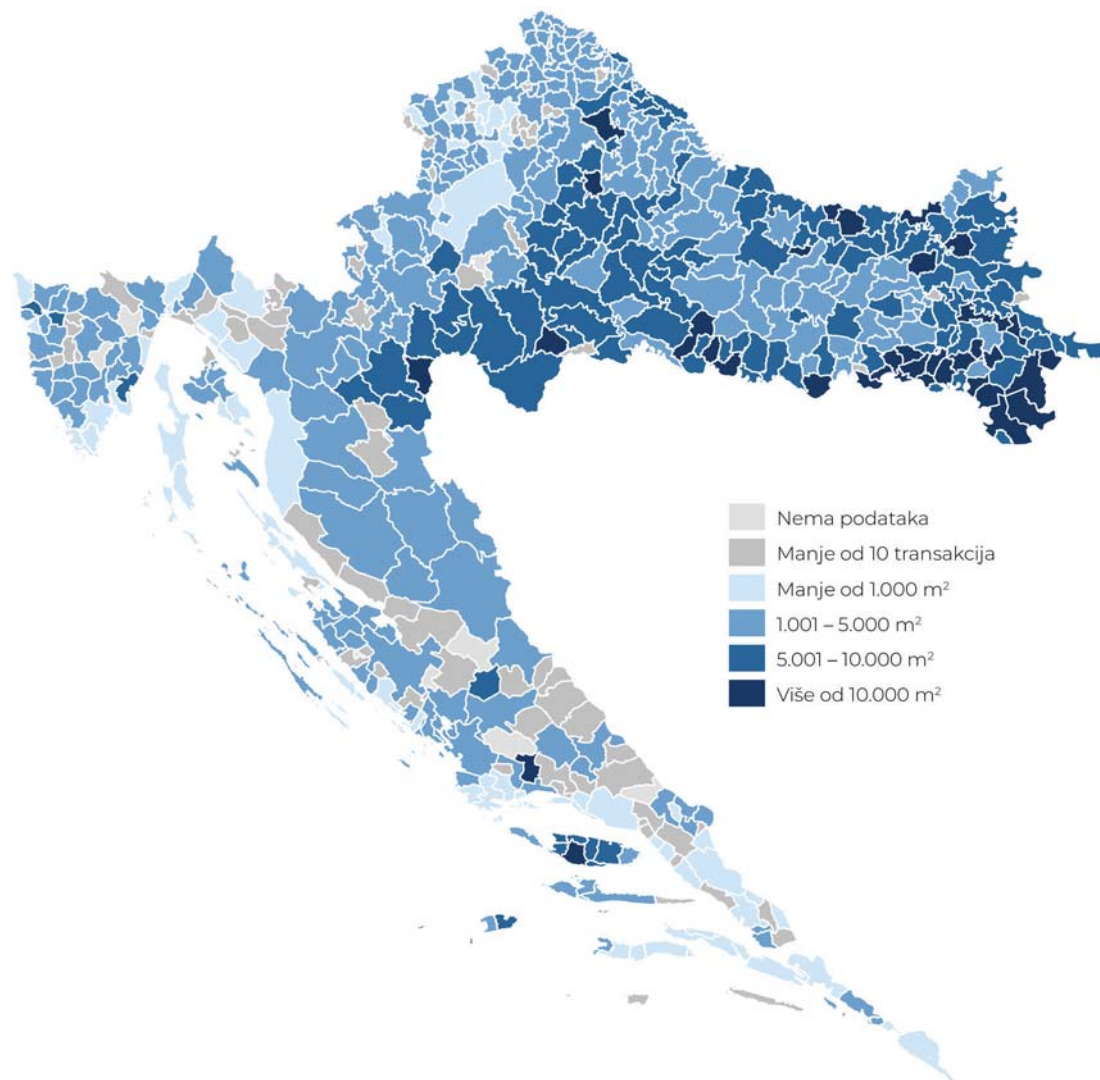 Nema podataka
Manje od 10 transakcija
Manje od 1.000 m²
1.001 – 5.000 m²
5.001 – 10.000 m²
Više od 10.000 m²